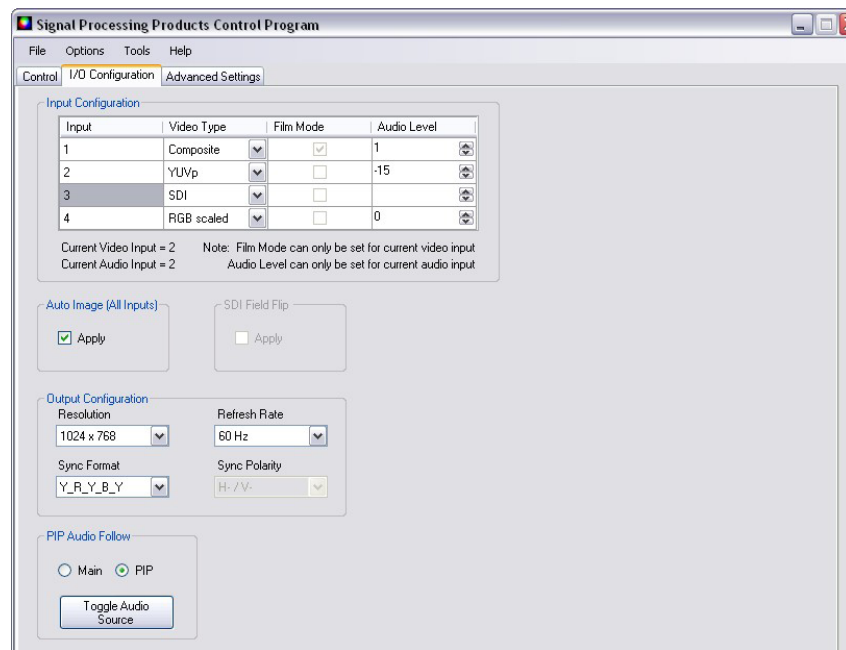 Signal Processing Products Control Program
File Options Tools Help
Control I/O Configuration Advanced Settings
Input Configuration
Input Video Type Film Mode Audio Level
1 Composite 1
2 YUVp -15
3 SDI
4 RGB scaled 0
Current Video Input = 2 Note: Film Mode can only be set for current video input
Current Audio Input = 2 Audio Level can only be set for current audio input
Auto Image (All Inputs) SDI Field Flip
Apply Apply
Output Configuration
Resolution Refresh Rate
1024 x 768 60 Hz
Sync Format Sync Polarity
Y_R_Y_B_Y H- / V-
PIP Audio Follow
Main PIP
Toggle Audio
Source